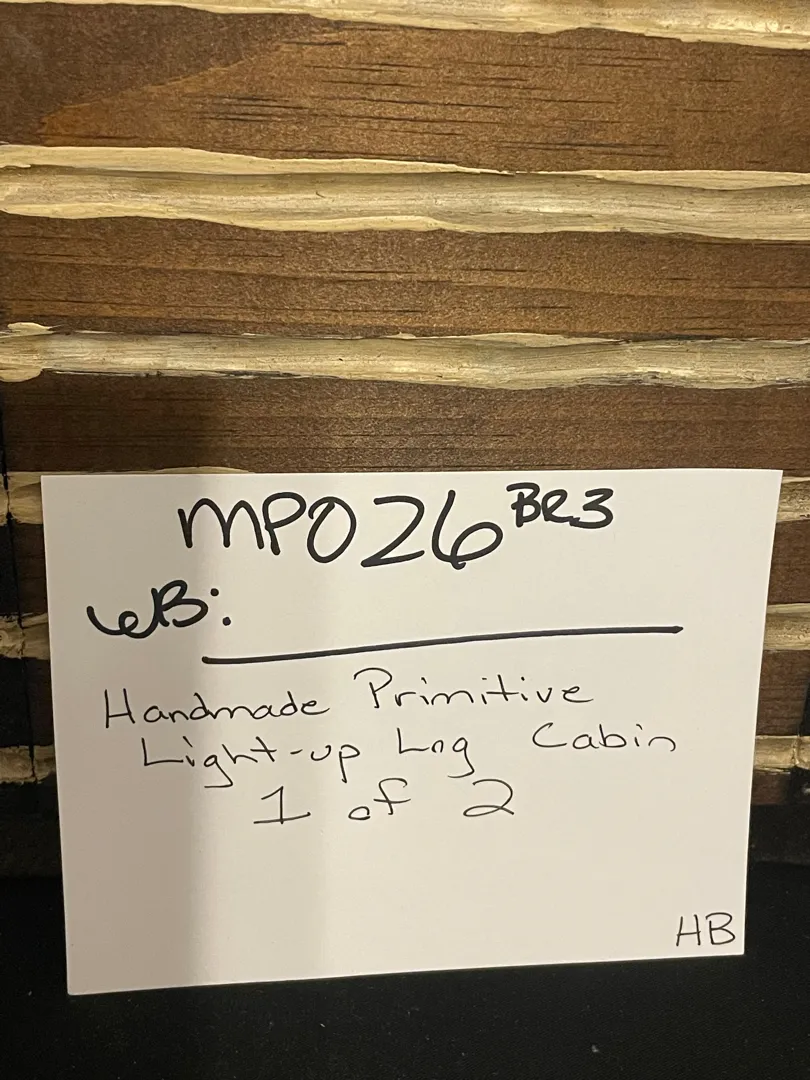 MP026 BR3
WB:
Handmade Primitive
Light-up Log Cabin
1 of 2
HB